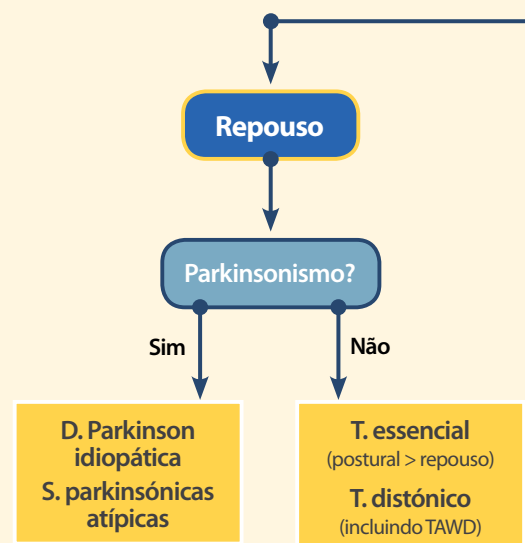 Repouso
Parkinsonismo?
Sim
Não
D. Parkinson
idiopática
S. parkinsónicas
atípicas
T. essencial
(postural > repouso)
T. distónico
(incluindo TAWD)